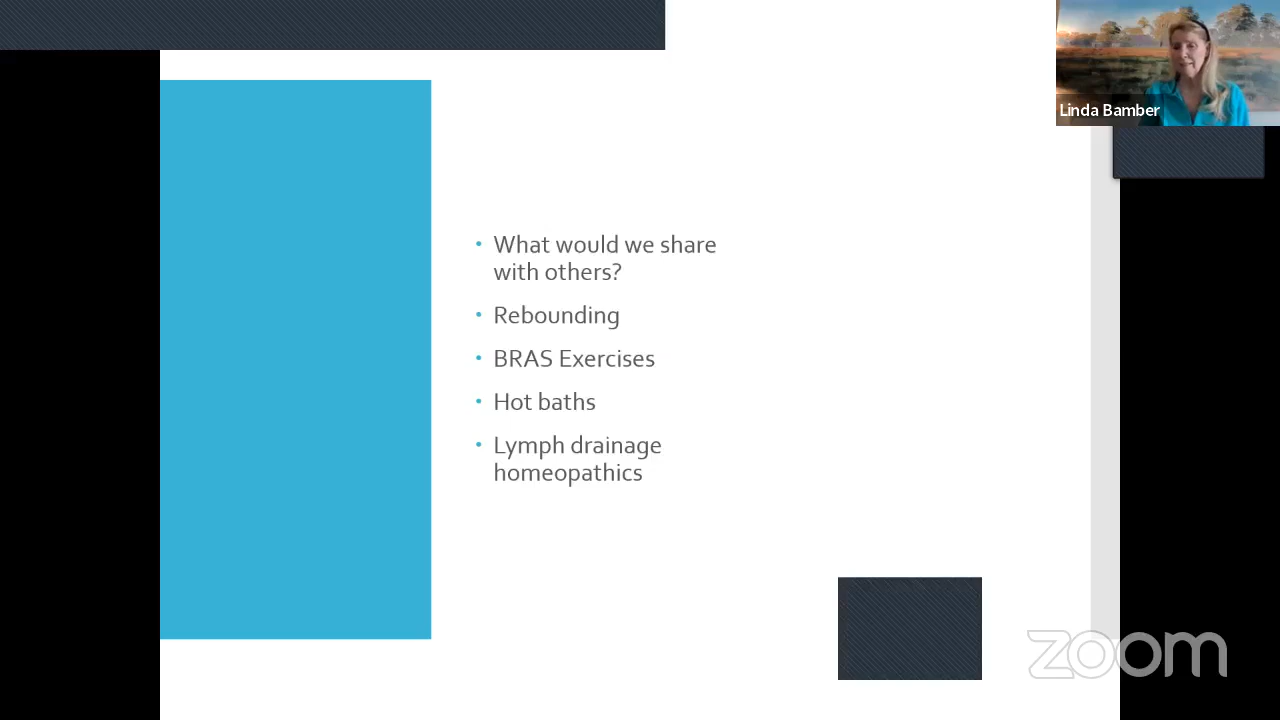 Linda Bamber
What would we share
with others?
Rebounding
BRAS Exercises
Hot baths
Lymph drainage
homeopathics
zoom